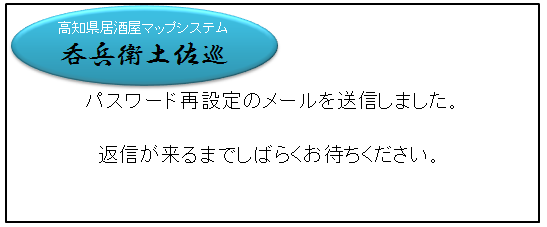 高知県居酒屋マップシステム
呑兵衛土佐巡
パスワード再設定のメールを送信しました。
返信が来るまでしばらくお待ちください。